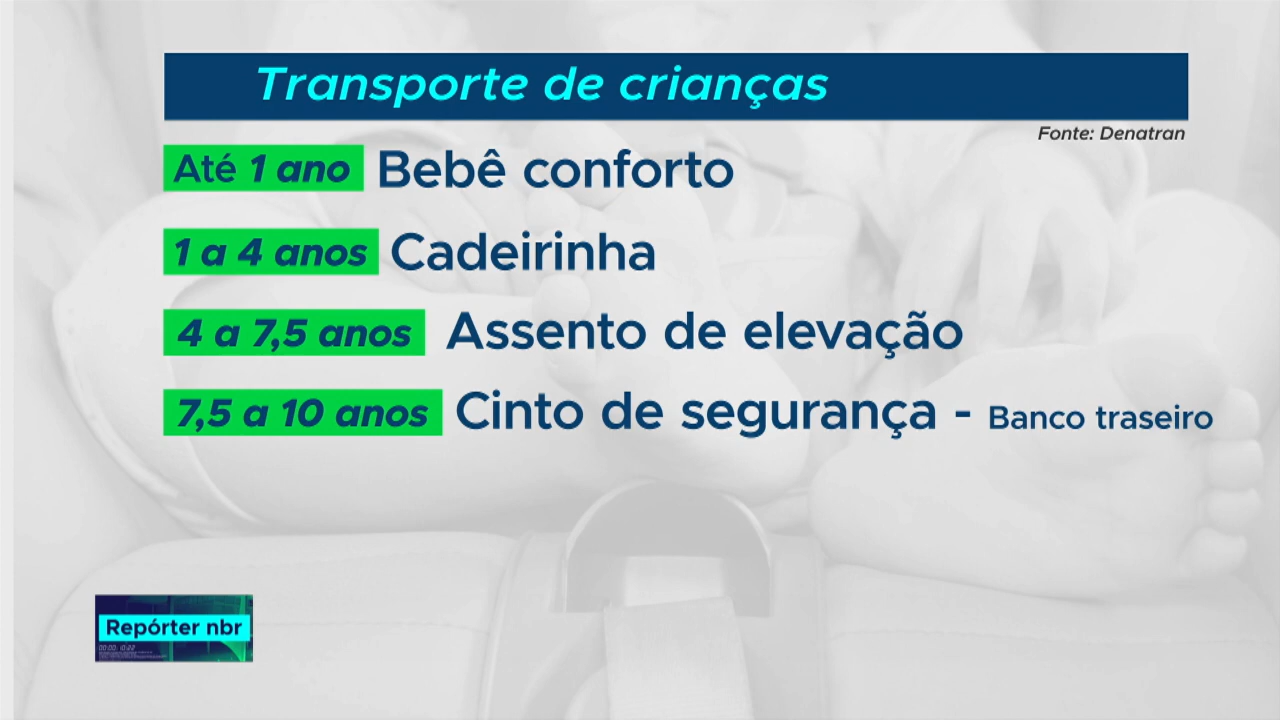 Transporte de crianças
Fonte: Denatran
Até 1 ano Bebê conforto
1 a 4 anos Cadeirinha
4 a 7,5 anos Assento de elevação
7,5 a 10 anos Cinto de segurança - Banco traseiro
Repórter nbr